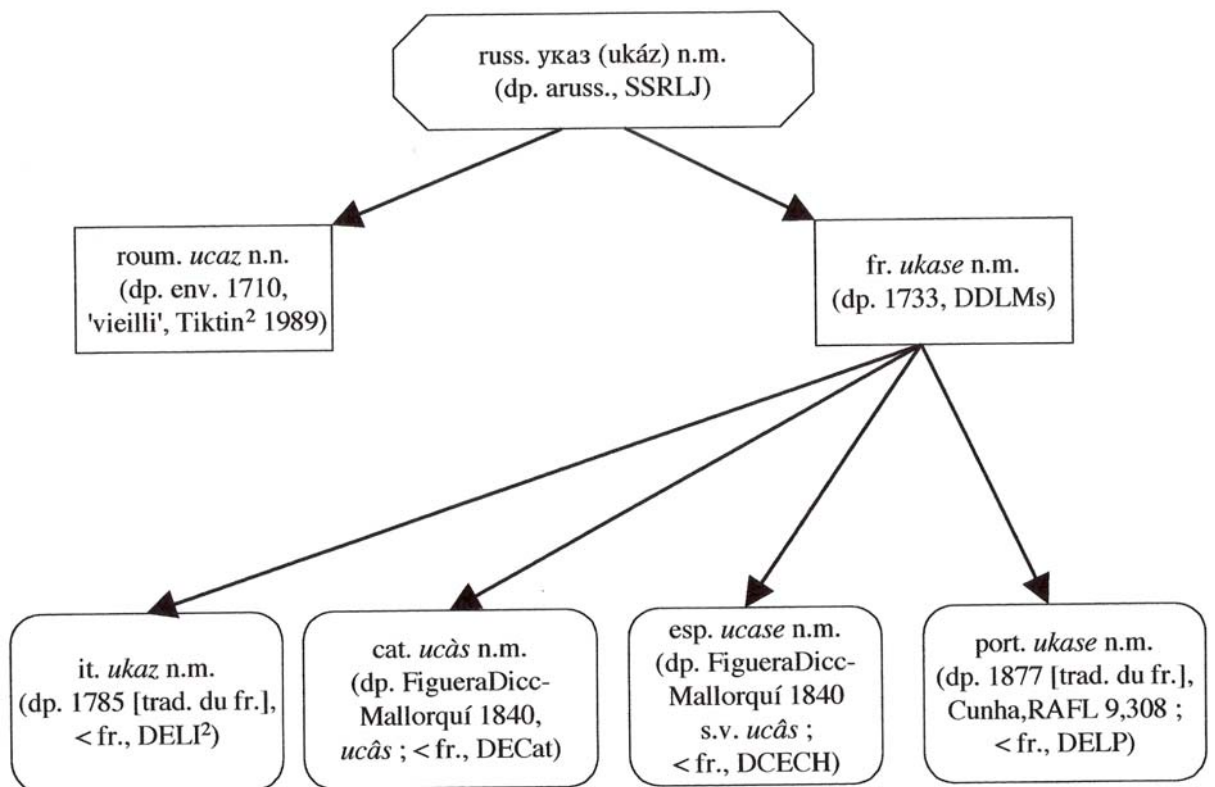 russ. указ (ukáz) n.m.
(dp. aruss., SSRLJ)
roum. ucaz n.n.
(dp. env. 1710,
'vieilli', Tiktin² 1989)
fr. ukase n.m.
(dp. 1733, DDLMs)
it. ukaz n.m.
(dp. 1785 [trad. du fr.],
< fr., DELI²)
cat. ucàs n.m.
(dp. FigueraDicc-
Mallorquí 1840,
ucâs ; < fr., DECat)
esp. ucase n.m.
(dp. FigueraDicc-
Mallorquí 1840
s.v. ucâs ;
< fr., DCECH)
port. ukase n.m.
(dp. 1877 [trad. du fr.],
Cunha,RAFL 9,308 ;
< fr., DELP)